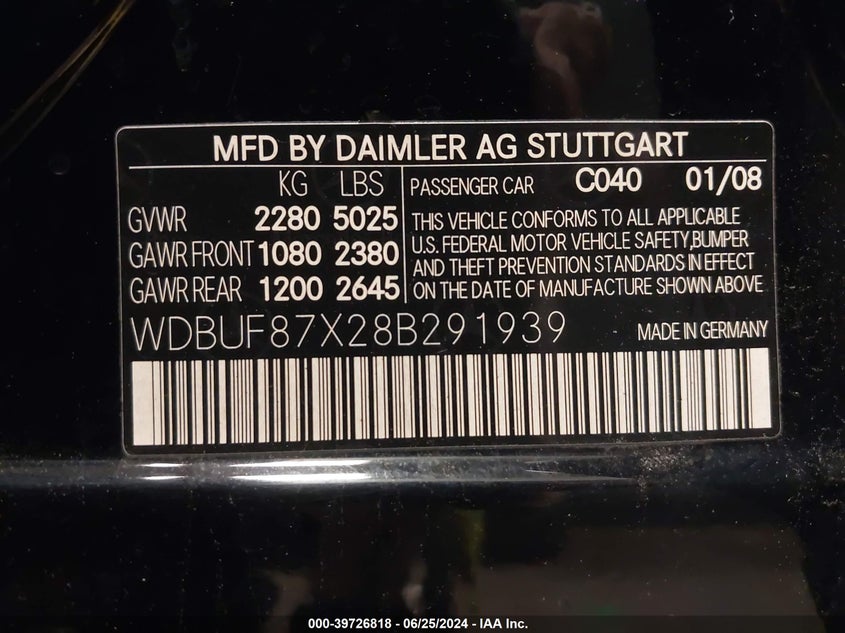 MFD BY DAIMLER AG STUTTGART
KG LBS
GVWR 2280 5025
GAWR FRONT 1080 2380
GAWR REAR 1200 2645
PASSENGER CAR C040 01/08
THIS VEHICLE CONFORMS TO ALL APPLICABLE
U.S. FEDERAL MOTOR VEHICLE SAFETY,BUMPER
AND THEFT PREVENTION STANDARDS IN EFFECT
ON THE DATE OF MANUFACTURE SHOWN ABOVE
WDBUF87X28B291939
MADE IN GERMANY
000-39726818 - 06/25/2024 - IAA Inc.